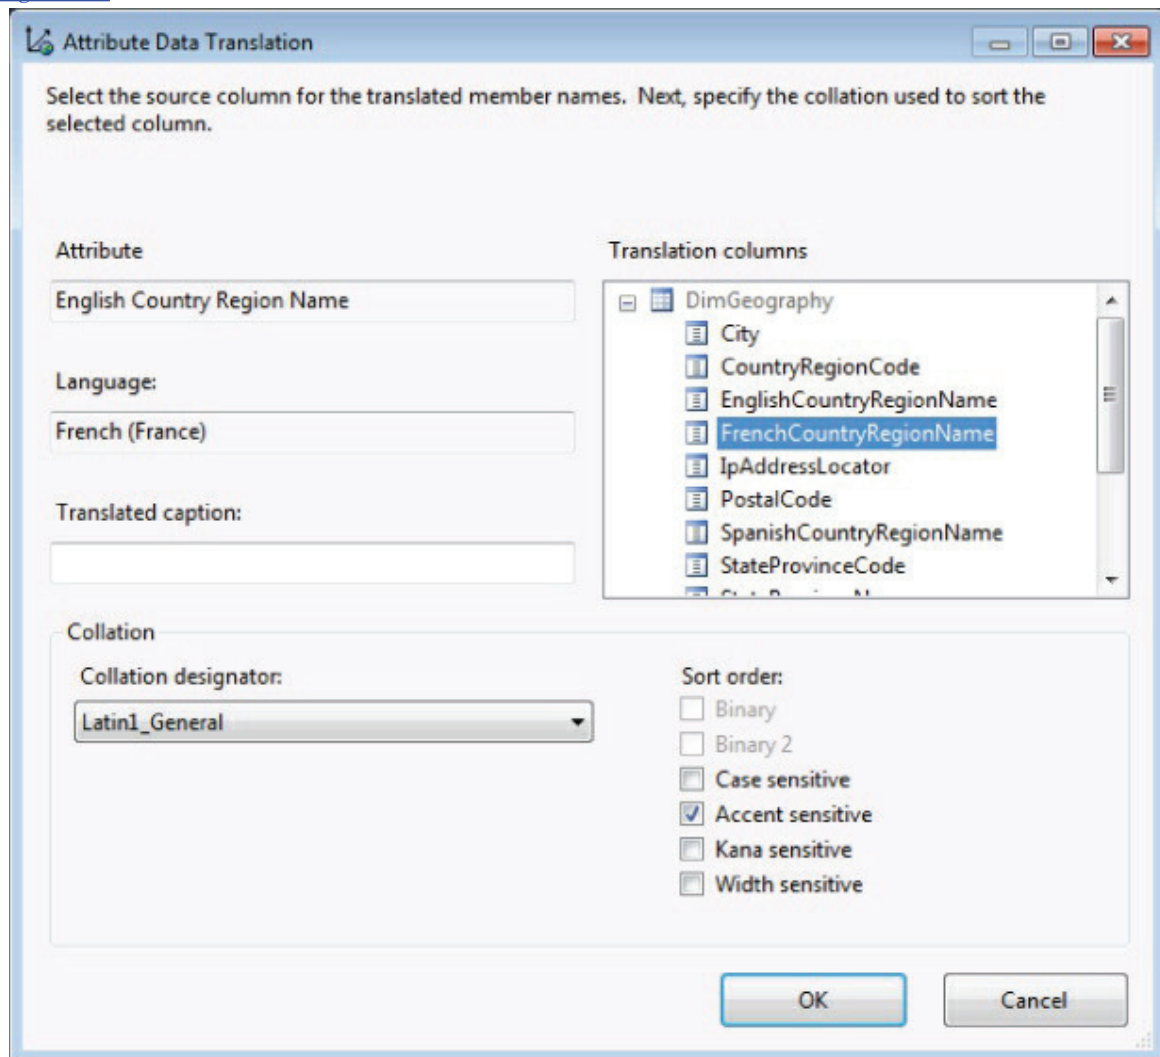 Attribute Data Translation
Select the source column for the translated member names. Next, specify the collation used to sort the
selected column.
Attribute
English Country Region Name
Language:
French (France)
Translated caption:
Translation columns
DimGeography
City
CountryRegionCode
EnglishCountryRegionName
FrenchCountryRegionName
IpAddressLocator
PostalCode
SpanishCountryRegionName
StateProvinceCode
Collation
Collation designator:
Latin1_General
Sort order:
Binary
Binary 2
Case sensitive
Accent sensitive
Kana sensitive
Width sensitive
OK
Cancel